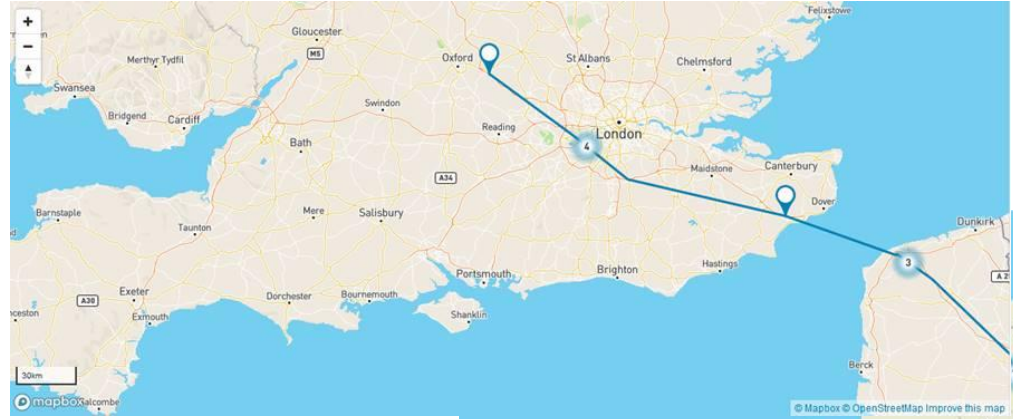 Felixstowe
+
−
Gloucester
M5
Oxford
St Albans
Chelmsford
Merthyr Tydfil
Swansea
Swindon
Bridgend
Cardiff
Reading
London
Bath
4
Maidstone
Canterbury
A34
Barnstaple
Mere
Salisbury
Dover
Taunton
Dunkirk
Hastings
3
Portsmouth
Brighton
A30
Exeter
Dorchester
Bournemouth
Exmouth
Shanklin
Berck
30km
mapbox
© Mapbox © OpenStreetMap Improve this map